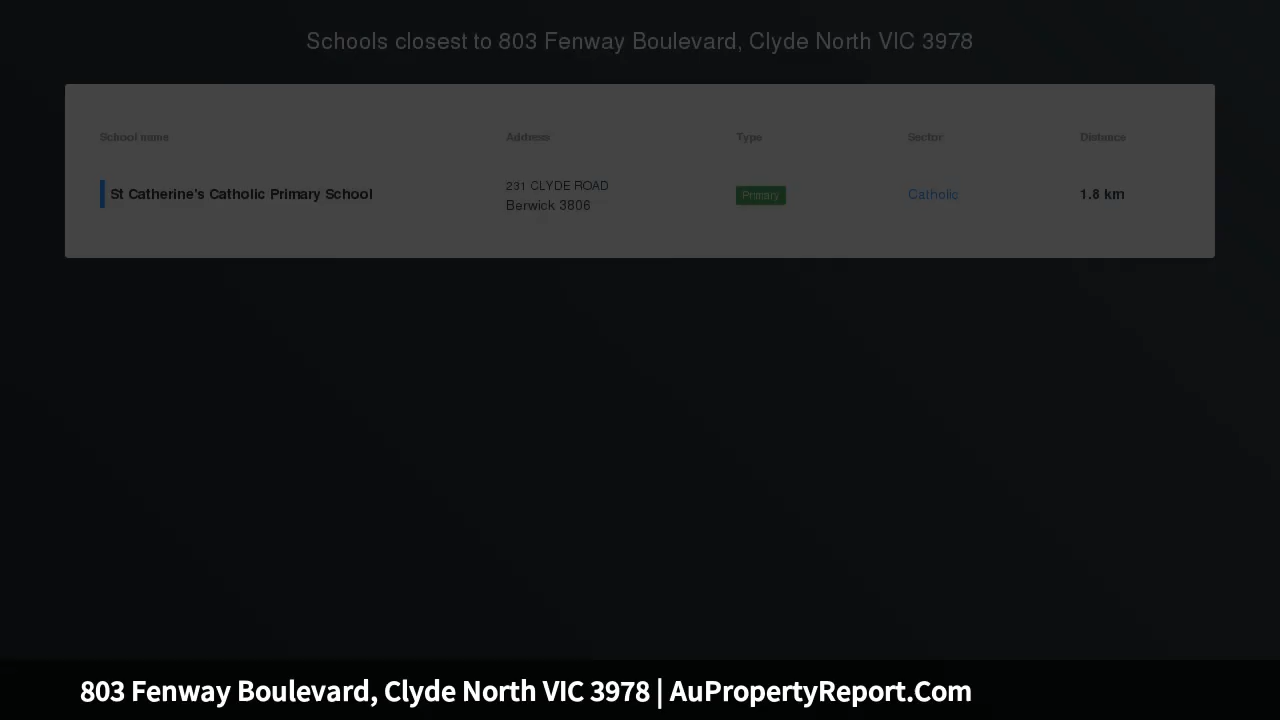 Schools closest to 803 Fenway Boulevard, Clyde North VIC 3978
School name Address Type Sector Distance
St Catherine's Catholic Primary School 231 CLYDE ROAD Primary Catholic 1.8 km
Berwick 3806
803 Fenway Boulevard, Clyde North VIC 3978 | AuPropertyReport.Com